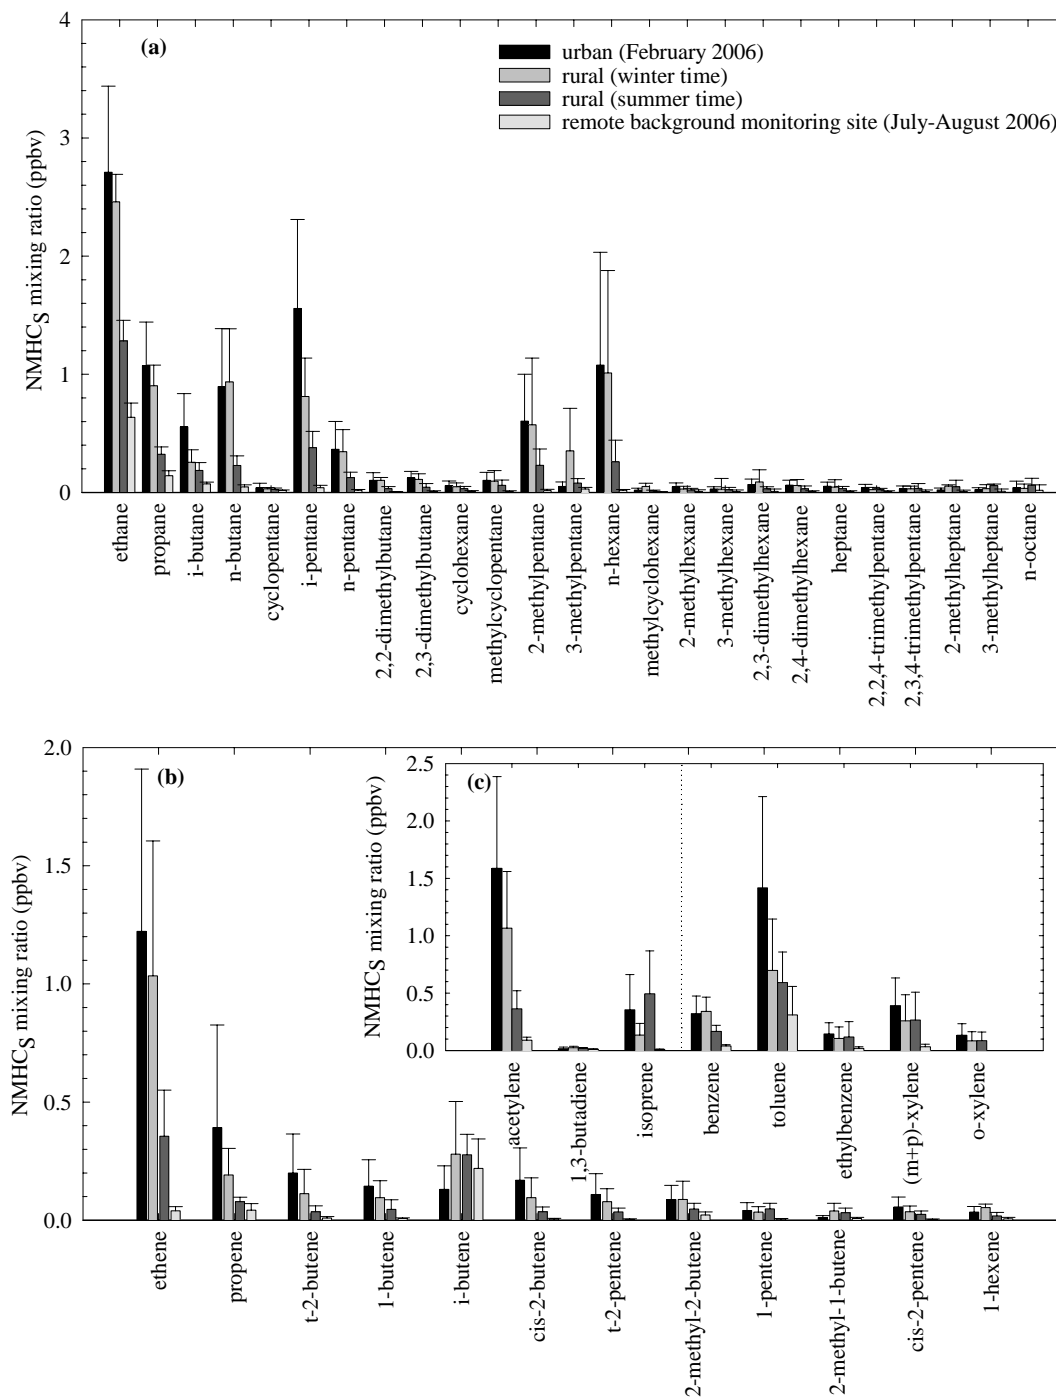 (a)
urban (February 2006)
rural (winter time)
rural (summer time)
remote background monitoring site (July-August 2006)
NMHCS mixing ratio (ppbv)
4
3
2
1
0
ethane
propane
i-butane
n-butane
cyclopentane
i-pentane
n-pentane
2,2-dimethylbutane
2,3-dimethylbutane
cyclohexane
methylcyclopentane
2-methylpentane
3-methylpentane
n-hexane
methylcyclohexane
2-methylhexane
3-methylhexane
2,3-dimethylhexane
2,4-dimethylhexane
heptane
2,2,4-trimethylpentane
2,3,4-trimethylpentane
2-methylheptane
3-methylheptane
n-octane
(b)
NMHCS mixing ratio (ppbv)
2.0
1.5
1.0
0.5
0.0
ethene
propene
t-2-butene
1-butene
i-butene
cis-2-butene
t-2-pentene
2-methyl-2-butene
1-pentene
2-methyl-1-butene
cis-2-pentene
1-hexene
(c)
NMHCS mixing ratio (ppbv)
2.5
2.0
1.5
1.0
0.5
0.0
acetylene
1,3-butadiene
isoprene
benzene
toluene
ethylbenzene
(m+p)-xylene
o-xylene